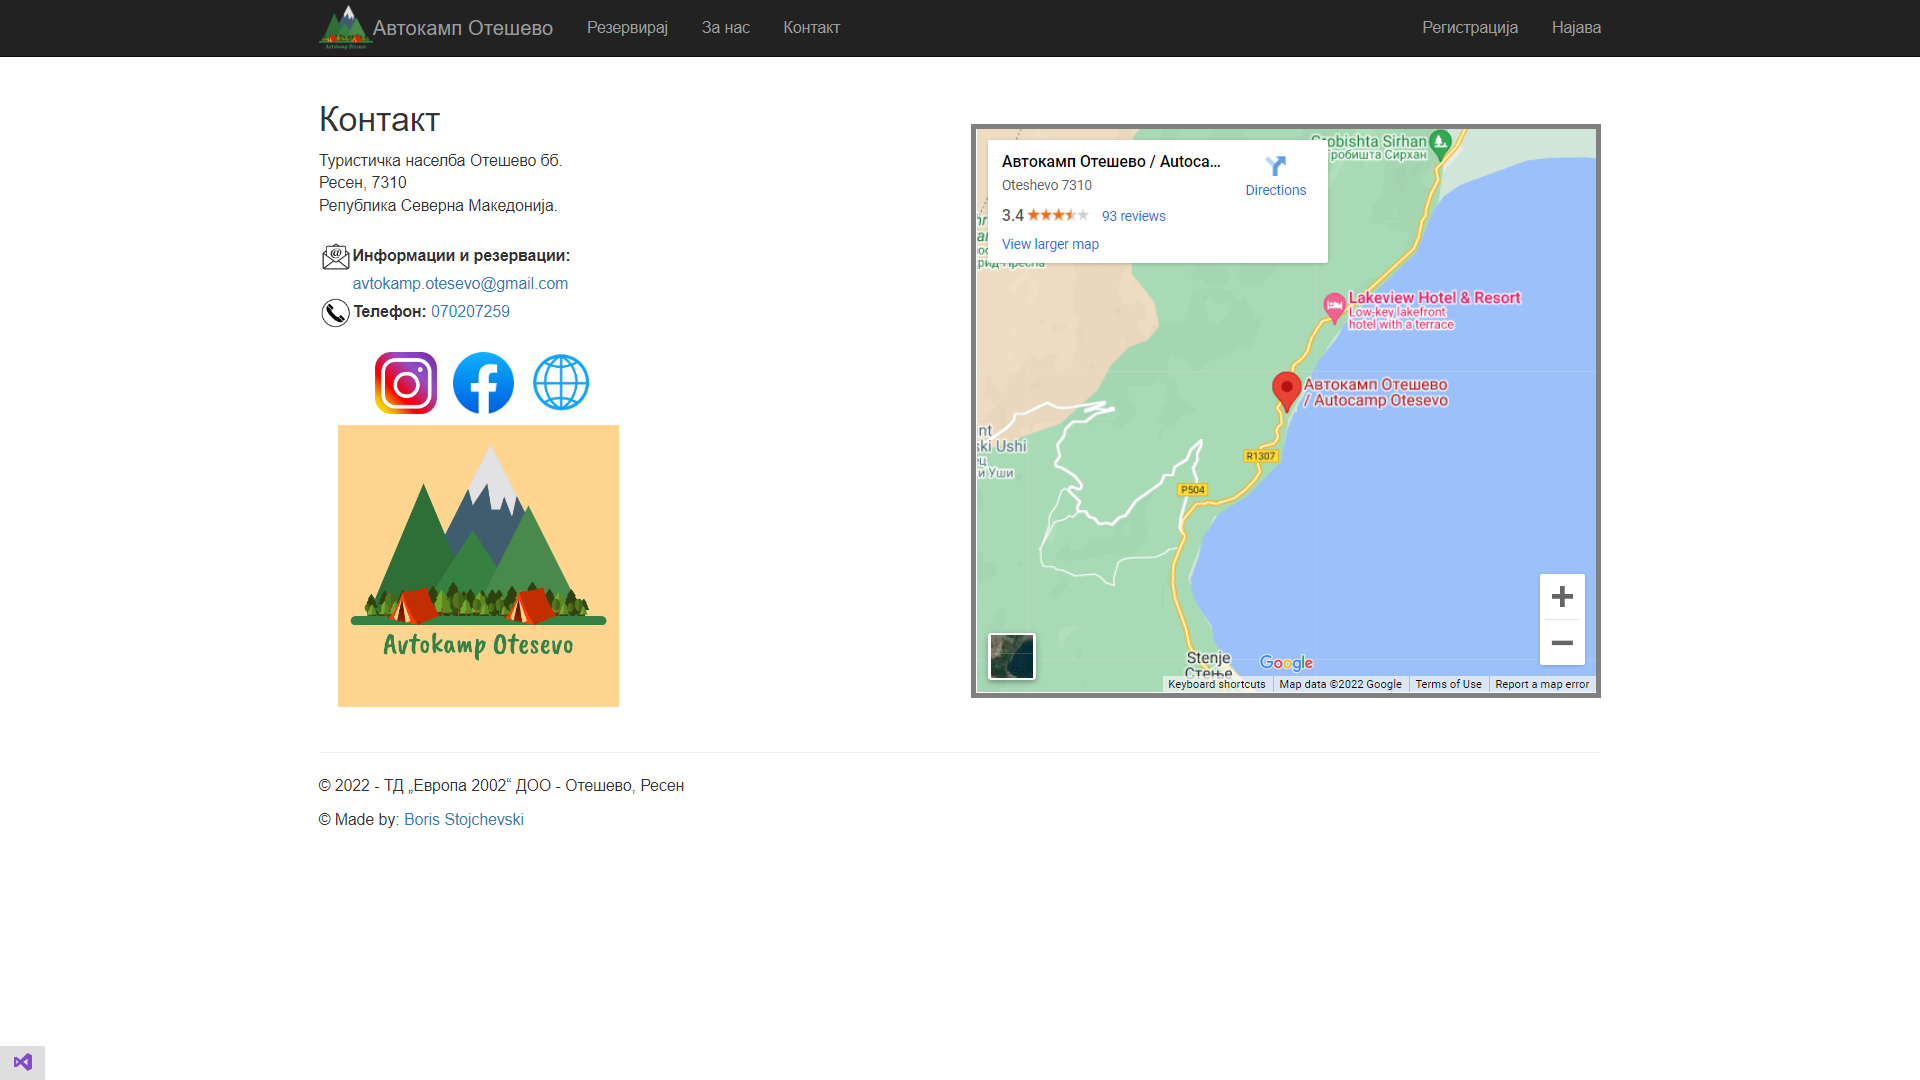 Avtokamp Otesevo
Автокамп Отешево
Резервирај
За нас
Контакт
Регистрација
Најава
Контакт
Туристичка населба Отешево бб.
Ресен, 7310
Република Северна Македонија.
Информации и резервации:
avtokamp.otesevo@gmail.com
Телефон: 070207259
Avtokamp Otesevo
Автокамп Отешево / Autoca...
Oteshevo 7310
3.4
93 reviews
View larger map
Directions
Grobishta Sirhan
Гробишта Сирхан
Lakeview Hotel & Resort
Low-key lakefront
hotel with a terrace
Автокамп Отешево
/ Autocamp Otesevo
nt
ski Ushi
ец
и Уши
R1307
P504
Stenje
Стење
Google
Keyboard shortcuts
Map data ©2022 Google
Terms of Use
Report a map error
© 2022 - ТД „Европа 2002“ ДОО - Отешево, Ресен
© Made by: Boris Stojchevski